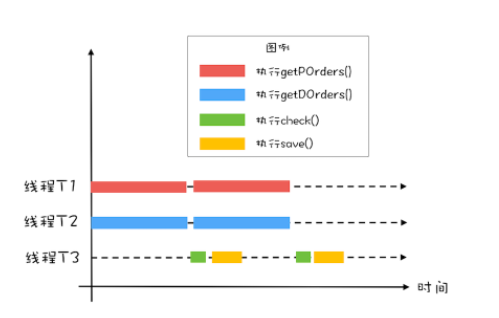 图例
执行getPOrders()
执行getDOrders()
执行check()
执行save()
线程T1
线程T2
线程T3
时间